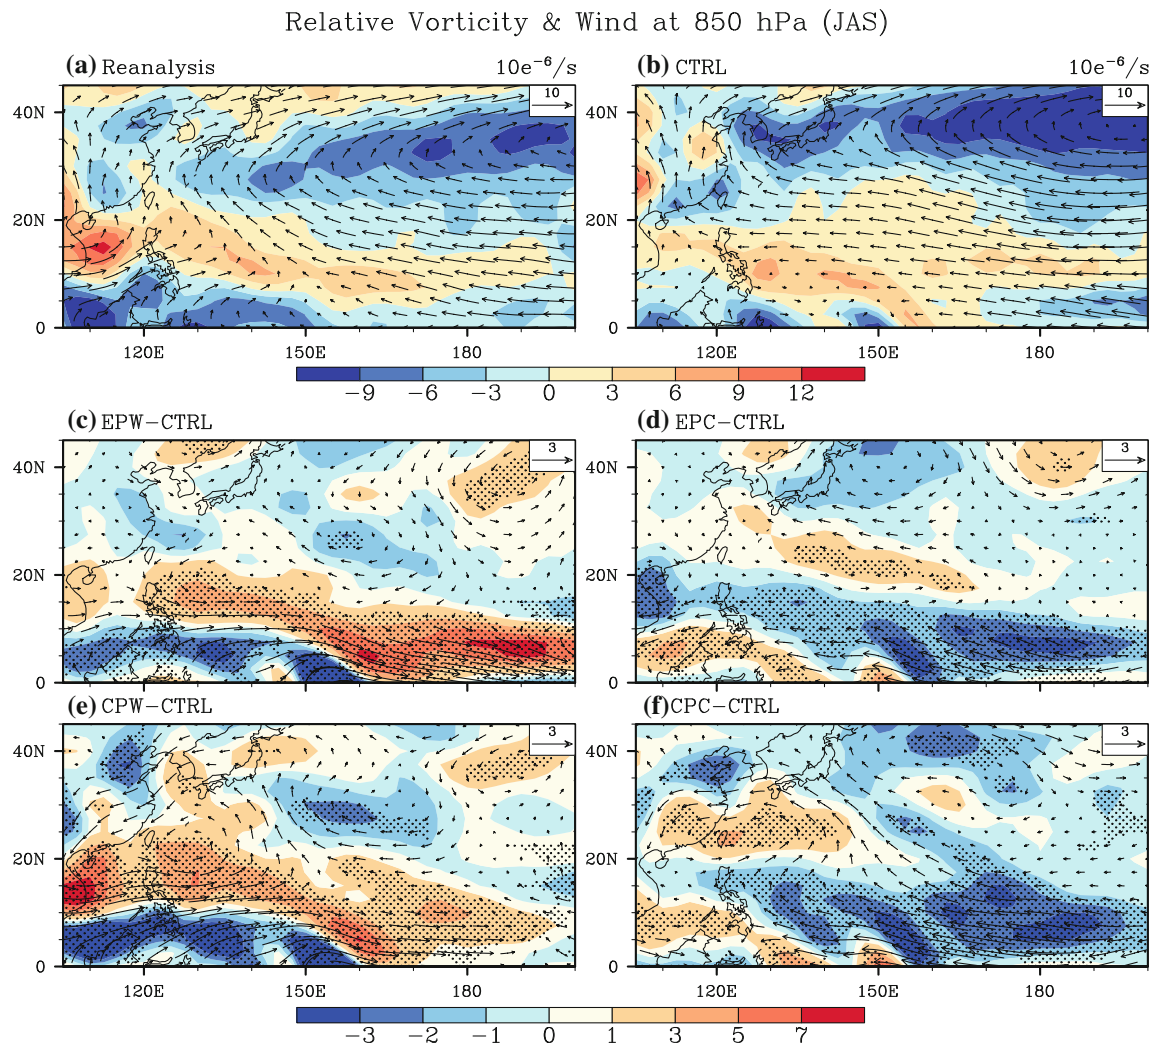 Relative Vorticity & Wind at 850 hPa (JAS)
(a) Reanalysis 10e⁻⁶/s
(b) CTRL 10e⁻⁶/s
10
10
40N
20N
0
40N
20N
0
120E 150E 180
120E 150E 180
−9 −6 −3 0 3 6 9 12
(c) EPW−CTRL
(d) EPC−CTRL
3
3
40N
20N
0
40N
20N
0
(e) CPW−CTRL
(f) CPC−CTRL
3
3
40N
20N
0
40N
20N
0
120E 150E 180
120E 150E 180
−3 −2 −1 0 1 3 5 7